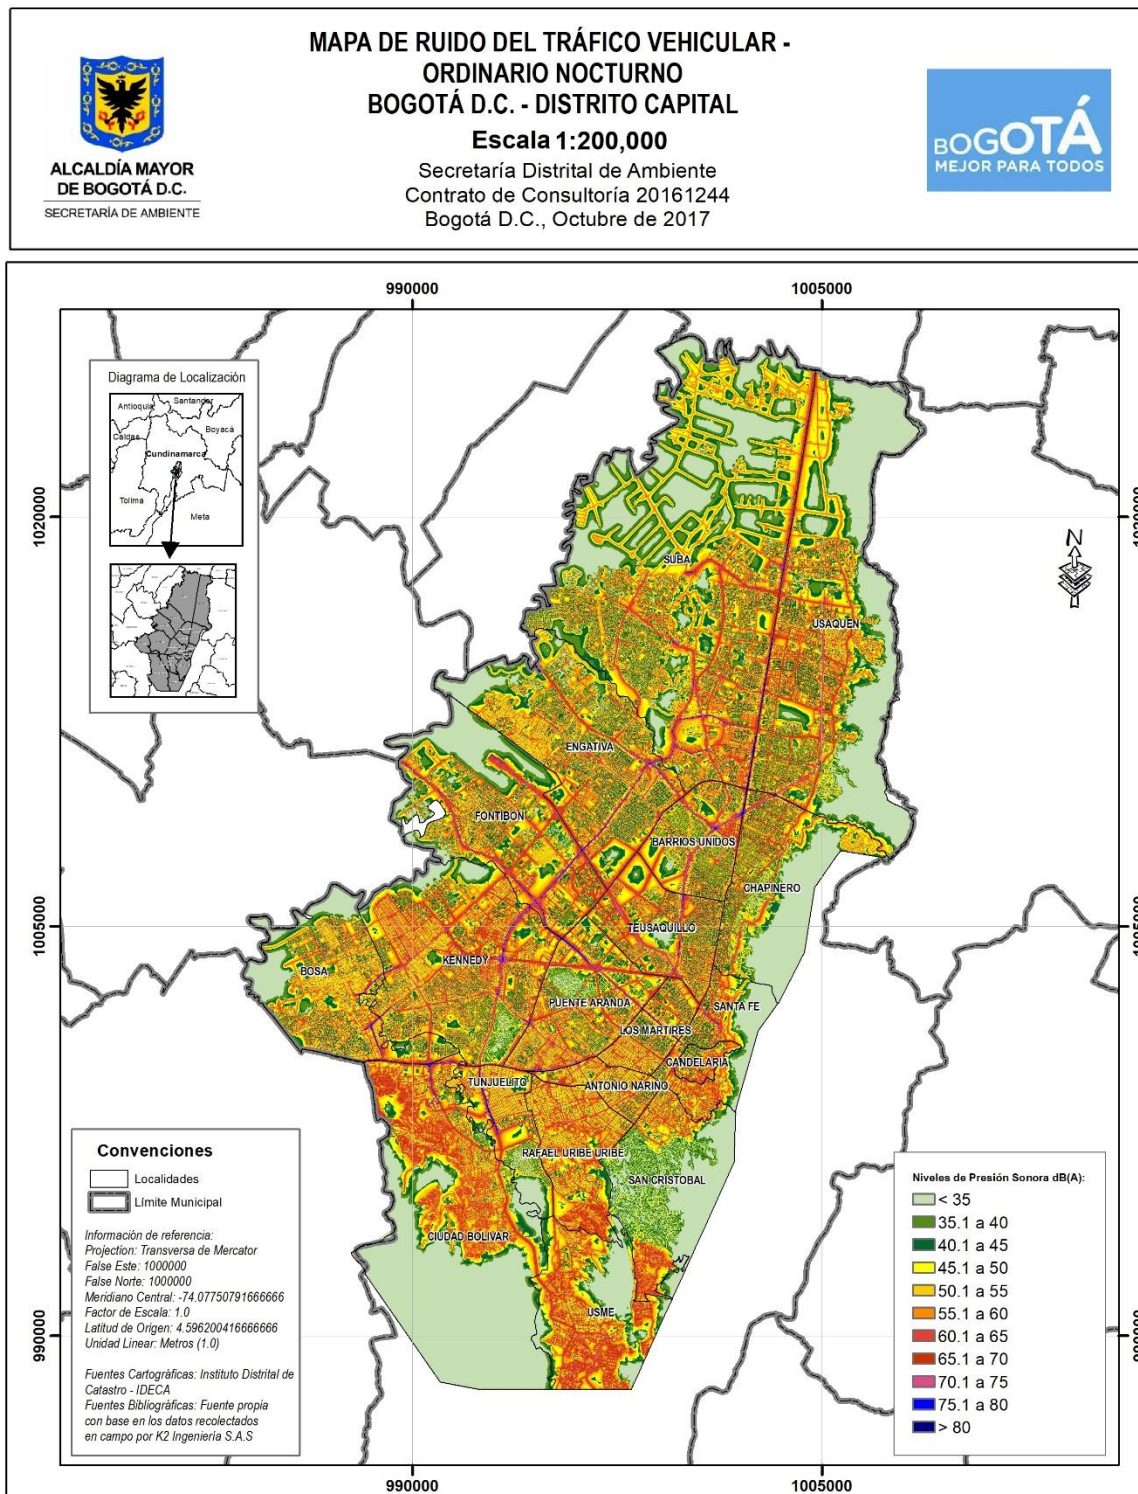 MAPA DE RUIDO DEL TRÁFICO VEHICULAR -
ORDINARIO NOCTURNO
BOGOTÁ D.C. - DISTRITO CAPITAL
Escala 1:200,000
Secretaría Distrital de Ambiente
Contrato de Consultoría 20161244
Bogotá D.C., Octubre de 2017
ALCALDÍA MAYOR
DE BOGOTÁ D.C.
SECRETARÍA DE AMBIENTE
BOGOTÁ
MEJOR PARA TODOS
990000
1005000
Diagrama de Localización
Antioquia
Santander
Boyacá
Caldas
Cundinamarca
Tolima
Meta
1020000
1020000
N
SUBA
USAQUEN
ENGATIVA
FONTIBON
BARRIOS UNIDOS
CHAPINERO
1005000
1005000
TEUSAQUILLO
KENNEDY
BOSA
PUENTE ARANDA
SANTA FE
LOS MARTIRES
CANDELARIA
TUNJUELITO
ANTONIO NARIÑO
RAFAEL URIBE URIBE
SAN CRISTOBAL
CIUDAD BOLIVAR
USME
990000
990000
Convenciones
Localidades
Límite Municipal
Información de referencia:
Projection: Transversa de Mercator
False Este: 1000000
False Norte: 1000000
Meridiano Central: -74.07750791666666
Factor de Escala: 1.0
Latitud de Origen: 4.596200416666666
Unidad Linear: Metros (1.0)
Fuentes Cartográficas: Instituto Distrital de
Catastro - IDECA
Fuentes Bibliográficas: Fuente propia
con base en los datos recolectados
en campo por K2 Ingeniería S.A.S
Niveles de Presión Sonora dB(A):
< 35
35.1 a 40
40.1 a 45
45.1 a 50
50.1 a 55
55.1 a 60
60.1 a 65
65.1 a 70
70.1 a 75
75.1 a 80
> 80
990000
1005000